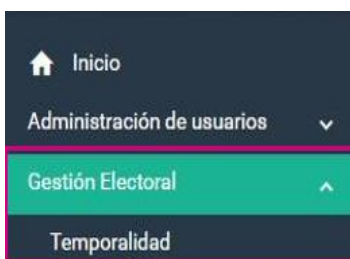 Inicio
Administración de usuarios
Gestión Electoral
Temporalidad